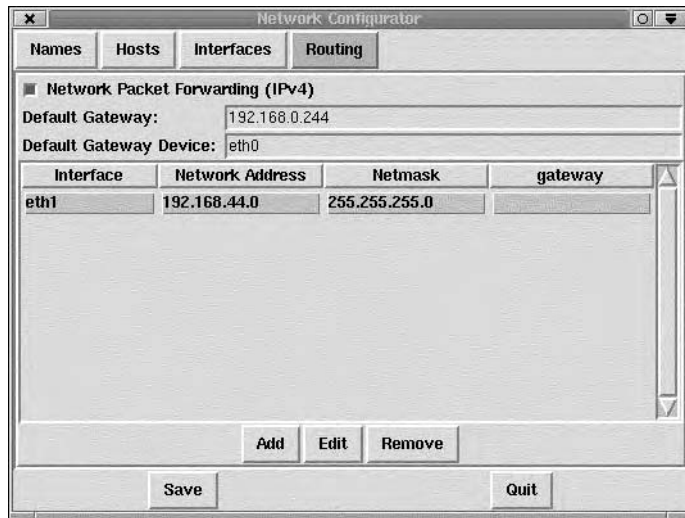 Network Configurator
Names Hosts Interfaces Routing
Network Packet Forwarding (IPv4)
Default Gateway: 192.168.0.244
Default Gateway Device: eth0
Interface Network Address Netmask gateway
eth1 192.168.44.0 255.255.255.0
Add Edit Remove
Save Quit